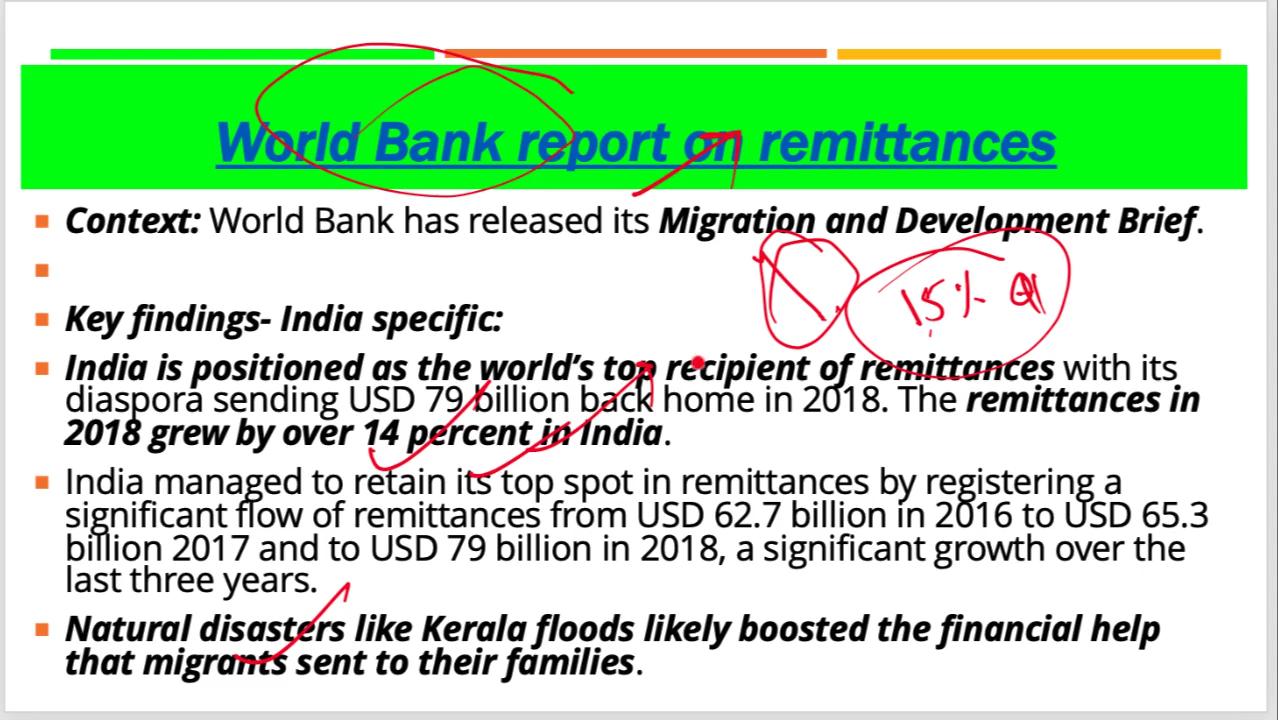 World Bank report on remittances
Context: World Bank has released its Migration and Development Brief.
15%
Key findings- India specific:
India is positioned as the world's top recipient of remittances with its
diaspora sending USD 79 billion back home in 2018. The remittances in
2018 grew by over 14 percent in India.
India managed to retain its top spot in remittances by registering a
significant flow of remittances from USD 62.7 billion in 2016 to USD 65.3
billion 2017 and to USD 79 billion in 2018, a significant growth over the
last three years.
Natural disasters like Kerala floods likely boosted the financial help
that migrants sent to their families.